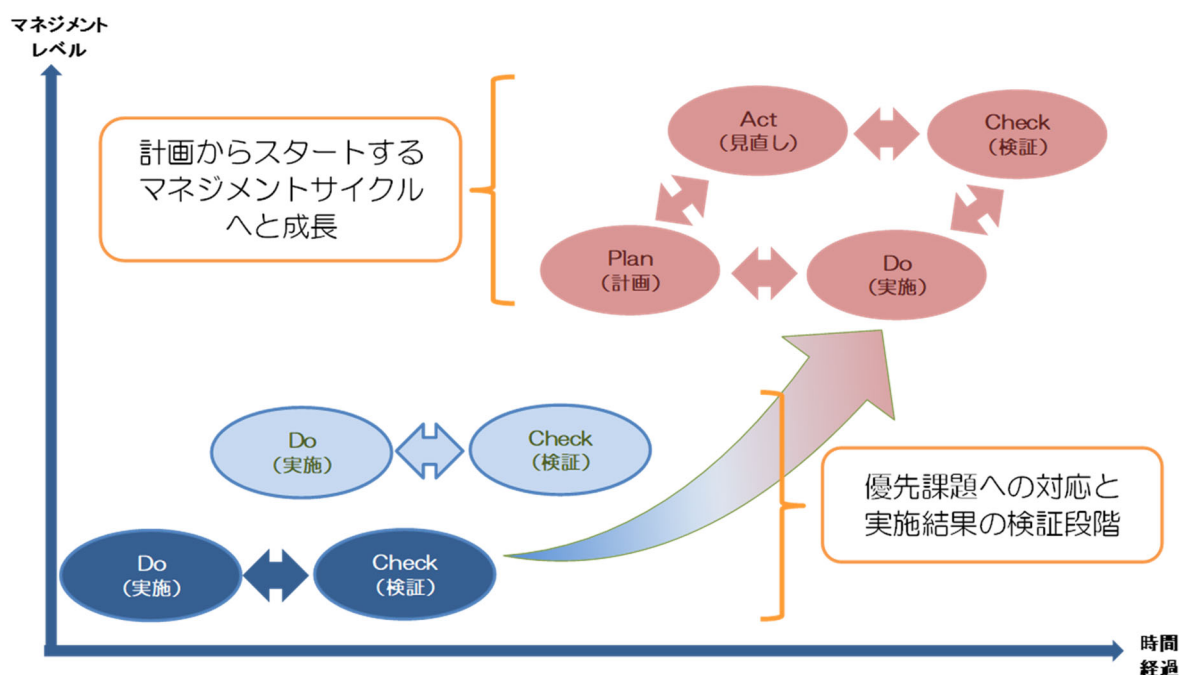 マネジメント
レベル
計画からスタートする
マネジメントサイクル
へと成長
Act
(見直し)
Check
(検証)
Plan
(計画)
Do
(実施)
Do
(実施)
Check
(検証)
優先課題への対応と
実施結果の検証段階
Do
(実施)
Check
(検証)
時間
経過